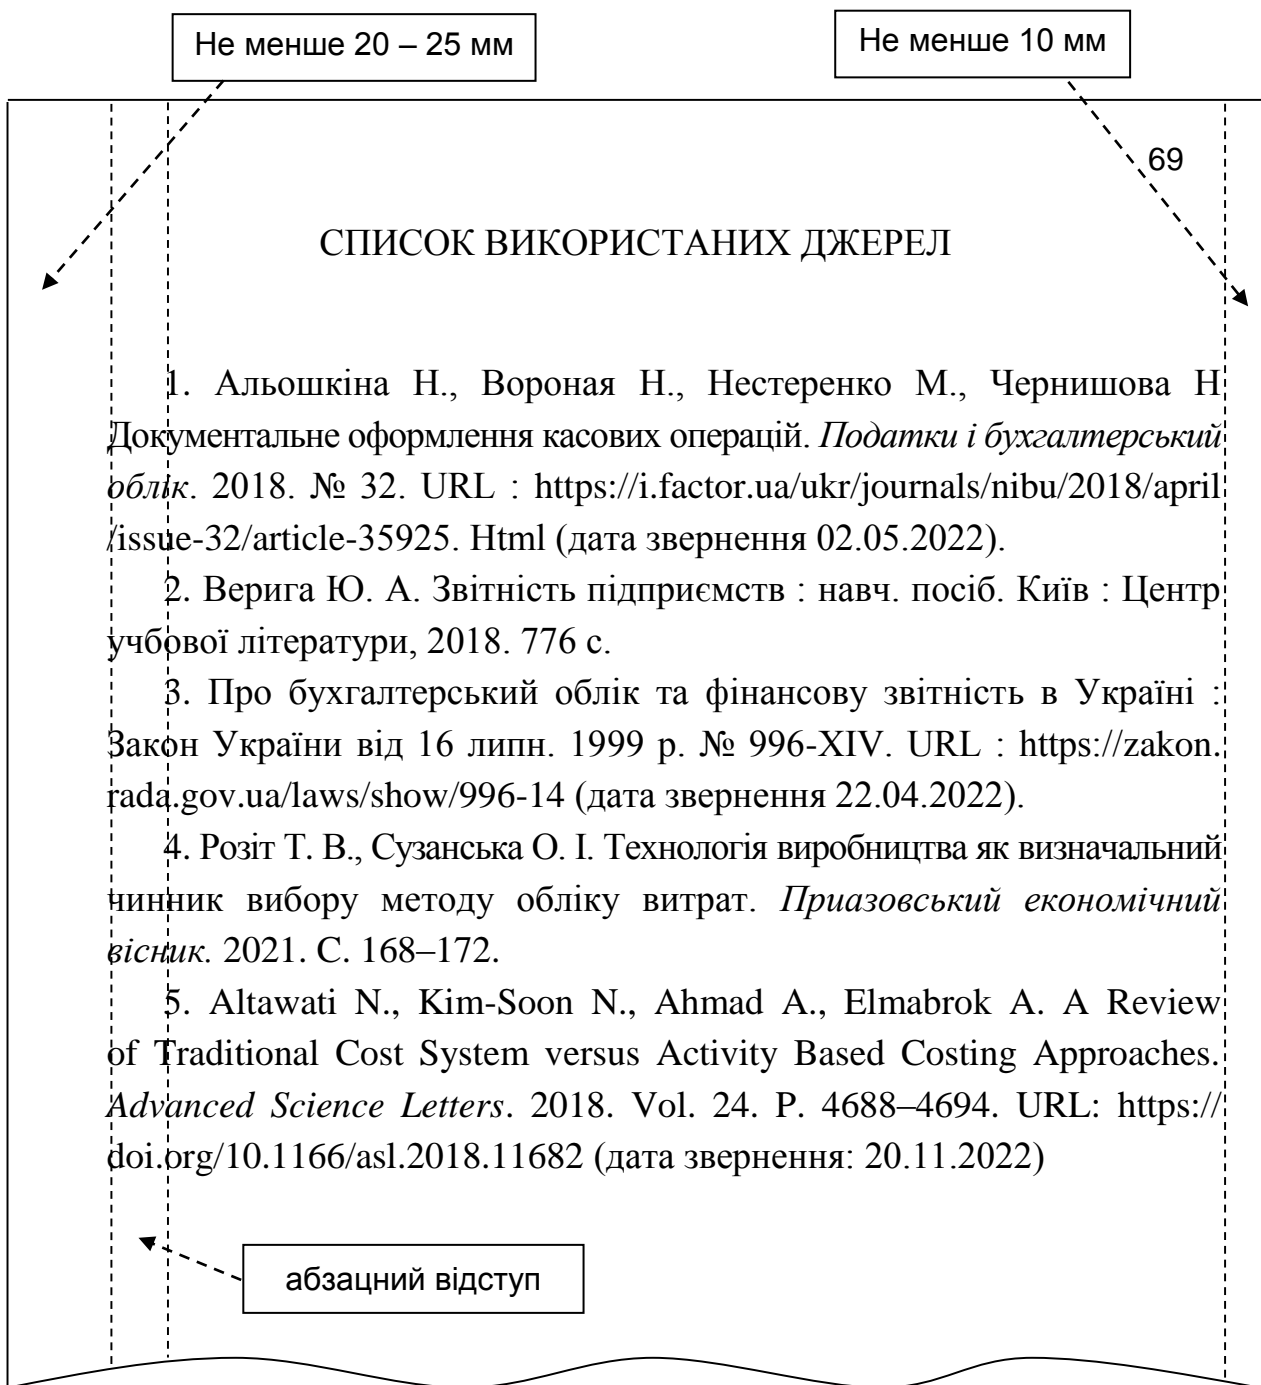 Не менше 20 – 25 мм
Не менше 10 мм
69
СПИСОК ВИКОРИСТАНИХ ДЖЕРЕЛ
1. Альошкіна Н., Вороная Н., Нестеренко М., Чернишова Н
Документальне оформлення касових операцій. Податки і бухгалтерський
облік. 2018. № 32. URL : https://i.factor.ua/ukr/journals/nibu/2018/april
/issue-32/article-35925. Html (дата звернення 02.05.2022).
2. Верига Ю. А. Звітність підприємств : навч. посіб. Київ : Центр
учбової літератури, 2018. 776 с.
3. Про бухгалтерський облік та фінансову звітність в Україні :
Закон України від 16 липн. 1999 р. № 996-XIV. URL : https://zakon.
rada.gov.ua/laws/show/996-14 (дата звернення 22.04.2022).
4. Розіт Т. В., Сузанська О. І. Технологія виробництва як визначальний
чинник вибору методу обліку витрат. Приазовський економічний
вісник. 2021. С. 168–172.
5. Altawati N., Kim-Soon N., Ahmad A., Elmabrok A. A Review
of Traditional Cost System versus Activity Based Costing Approaches.
Advanced Science Letters. 2018. Vol. 24. P. 4688–4694. URL: https://
doi.org/10.1166/asl.2018.11682 (дата звернення: 20.11.2022)
абзацний відступ